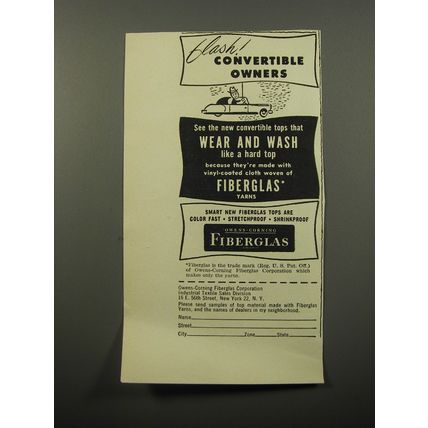 flash!
CONVERTIBLE
OWNERS
See the new convertible tops that
WEAR AND WASH
like a hard top
because they're made with
vinyl-coated cloth woven of
FIBERGLAS*
YARNS
SMART NEW FIBERGLAS TOPS ARE
COLOR FAST • STRETCHPROOF • SHRINKPROOF
OWENS-CORNING
FIBERGLAS
*Fiberglas is the trade mark (Reg. U. S. Pat. Off.)
of Owens-Corning Fiberglas Corporation which
makes only the yarns.
Owens-Corning Fiberglas Corporation
Industrial Textile Sales Division
16 E. 56th Street, New York 22, N. Y.
Please send samples of top material made with Fiberglas
Yarns, and the names of dealers in my neighborhood.
Name
Street
City Zone State